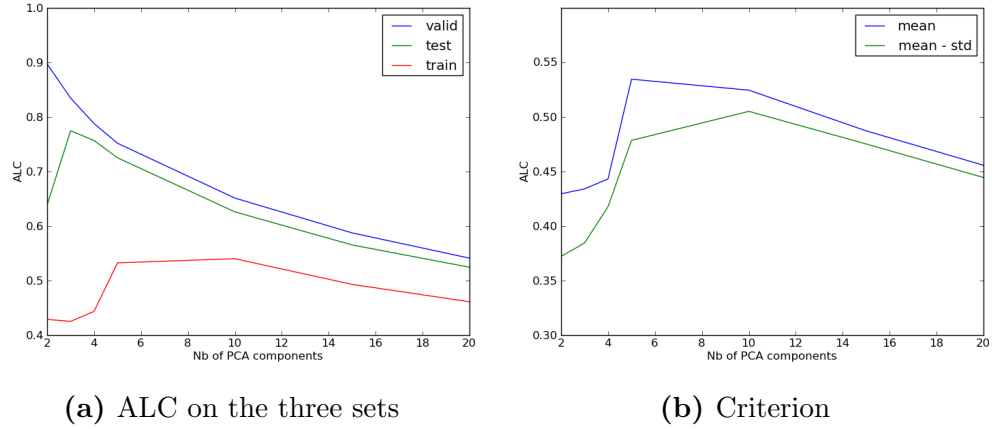 1.0
0.9
0.8
0.7
0.6
0.5
0.4
ALC
valid
test
train
2 4 6 8 10 12 14 16 18 20
Nb of PCA components
(a) ALC on the three sets
0.55
0.50
0.45
0.40
0.35
0.30
ALC
mean
mean - std
2 4 6 8 10 12 14 16 18 20
Nb of PCA components
(b) Criterion